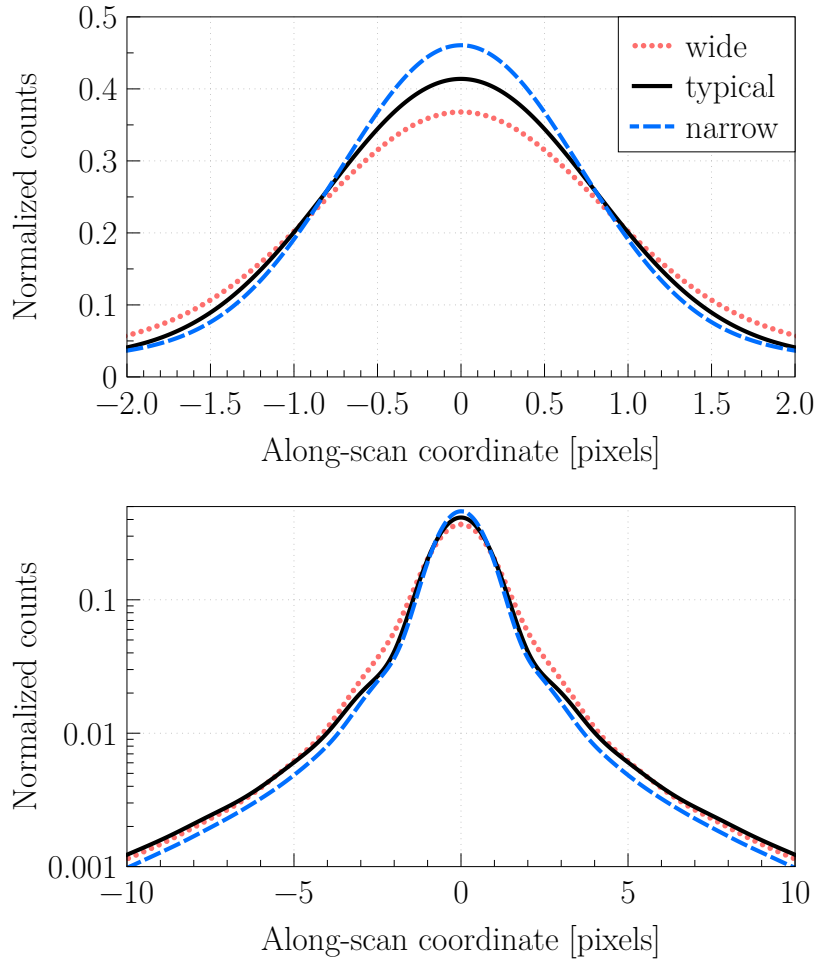 Normalized counts
0.5
0.4
0.3
0.2
0.1
0
−2.0 −1.5 −1.0 −0.5 0 0.5 1.0 1.5 2.0
Along-scan coordinate [pixels]
wide
typical
narrow
Normalized counts
0.1
0.01
0.001
−10 −5 0 5 10
Along-scan coordinate [pixels]